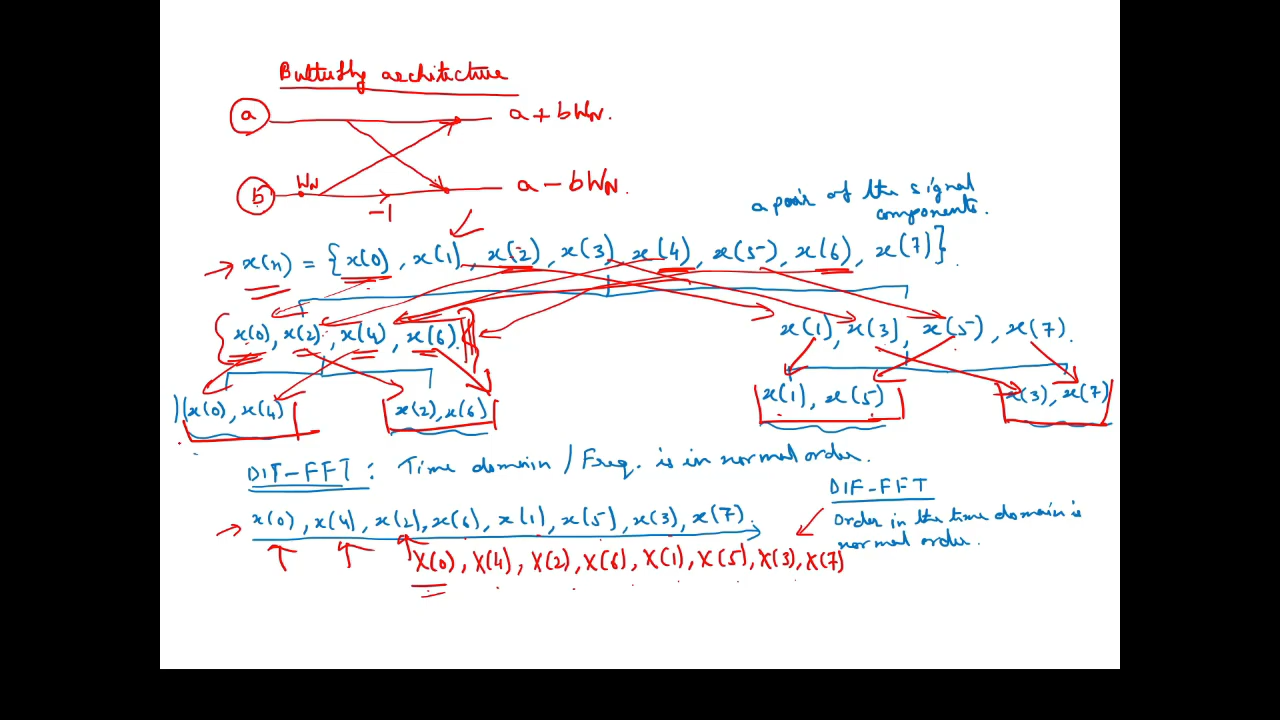 Butterfly architecture
a
a + bWN.
b
WN
-1
a - bWN.
a pair of the signal
components.
x(n) = {x(0), x(1), x(2), x(3), x(4), x(5), x(6), x(7)}.
{x(0), x(2), x(4), x(6)}
x(1), x(3), x(5), x(7).
x(0), x(4)
x(2), x(6)
x(1), x(5)
x(3), x(7)
DIT-FFT: Time domain / Freq. is in normal order.
DIF-FFT
Order in the time domain is
normal order.
x(0), x(4), x(2), x(6), x(1), x(5), x(3), x(7).
X(0), X(4), X(2), X(6), X(1), X(5), X(3), X(7)